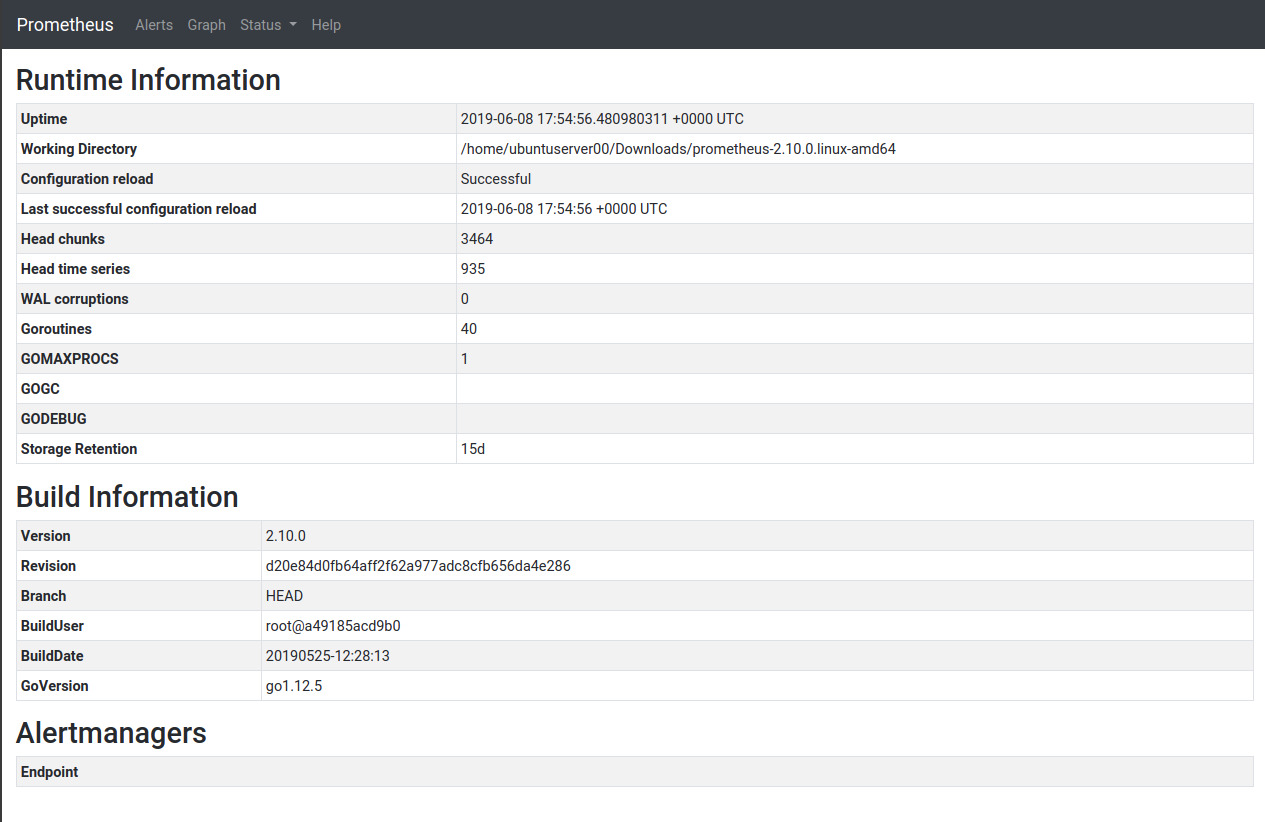 Prometheus Alerts Graph Status Help
Runtime Information
Uptime 2019-06-08 17:54:56.480980311 +0000 UTC
Working Directory /home/ubuntuserver00/Downloads/prometheus-2.10.0.linux-amd64
Configuration reload Successful
Last successful configuration reload 2019-06-08 17:54:56 +0000 UTC
Head chunks 3464
Head time series 935
WAL corruptions 0
Goroutines 40
GOMAXPROCS 1
GOGC
GODEBUG
Storage Retention 15d
Build Information
Version 2.10.0
Revision d20e84d0fb64aff2f62a977adc8cfb656da4e286
Branch HEAD
BuildUser root@a49185acd9b0
BuildDate 20190525-12:28:13
GoVersion go1.12.5
Alertmanagers
Endpoint